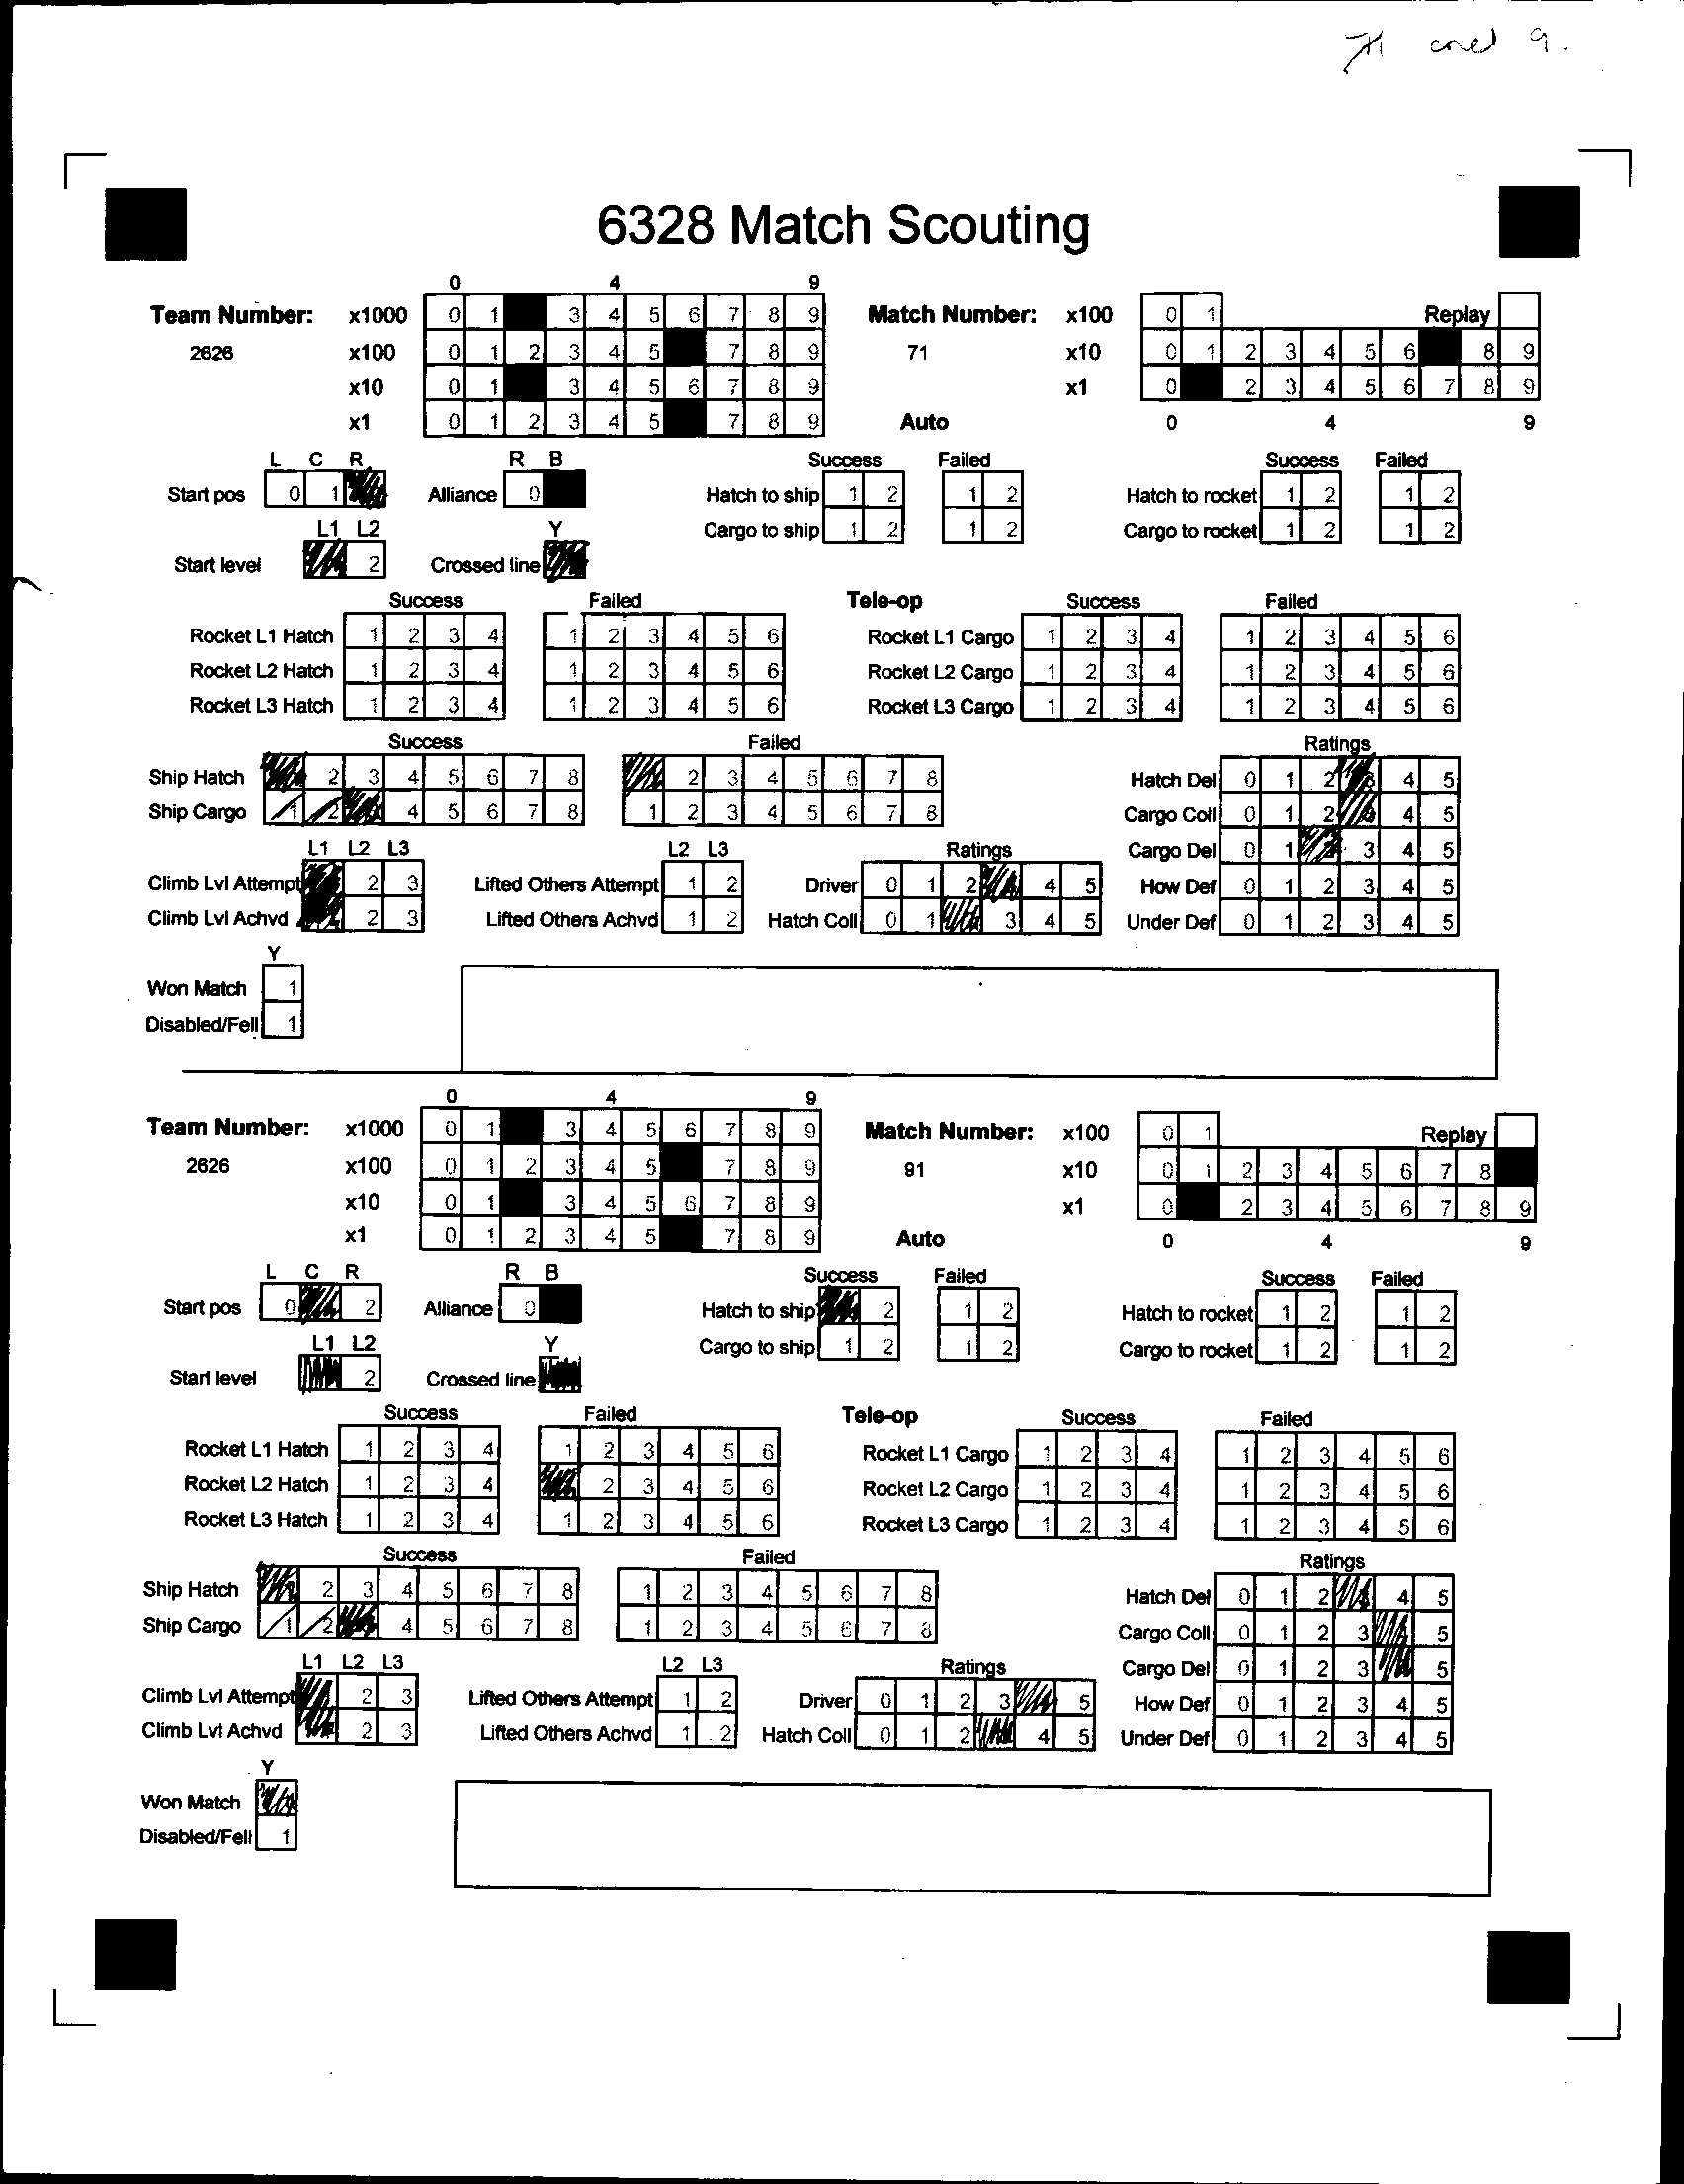 and 9.
6328 Match Scouting
0 4 9
Team Number: x1000 0 1 3 4 5 6 7 8 9 Match Number: x100 0 1 Replay
2626 x100 0 1 2 3 4 5 7 8 9 71 x10 0 1 2 3 4 5 6 8 9
x10 0 1 3 4 5 6 7 8 9 x1 0 2 3 4 5 6 7 8 9
x1 0 1 2 3 4 5 7 8 9 Auto 0 4 9
L C R R B Success Failed Success Failed
Start pos 0 1 Alliance 0 Hatch to ship 1 2 1 2 Hatch to rocket 1 2 1 2
L1 L2 Y Cargo to ship 1 2 1 2 Cargo to rocket 1 2 1 2
Start level 2 Crossed line
Success Failed Tele-op Success Failed
Rocket L1 Hatch 1 2 3 4 1 2 3 4 5 6 Rocket L1 Cargo 1 2 3 4 1 2 3 4 5 6
Rocket L2 Hatch 1 2 3 4 1 2 3 4 5 6 Rocket L2 Cargo 1 2 3 4 1 2 3 4 5 6
Rocket L3 Hatch 1 2 3 4 1 2 3 4 5 6 Rocket L3 Cargo 1 2 3 4 1 2 3 4 5 6
Success Failed Ratings
Ship Hatch 2 3 4 5 6 7 8 2 3 4 5 6 7 8 Hatch Del 0 1 2 3 4 5
Ship Cargo 1 2 4 5 6 7 8 1 2 3 4 5 6 7 8 Cargo Coll 0 1 2 4 5
L1 L2 L3 L2 L3 Ratings Cargo Del 0 1 3 4 5
Climb Lvl Attempt 2 3 Lifted Others Attempt 1 2 Driver 0 1 2 4 5 How Def 0 1 2 3 4 5
Climb Lvl Achvd 2 3 Lifted Others Achvd 1 2 Hatch Coll 0 1 3 4 5 Under Def 0 1 2 3 4 5
Y
Won Match 1
Disabled/Fell 1
0 4 9
Team Number: x1000 0 1 3 4 5 6 7 8 9 Match Number: x100 0 1 Replay
2626 x100 0 1 2 3 4 5 7 8 9 91 x10 0 1 2 3 4 5 6 7 8
x10 0 1 3 4 5 6 7 8 9 x1 0 2 3 4 5 6 7 8 9
x1 0 1 2 3 4 5 7 8 9 Auto 0 4 9
L C R R B Success Failed Success Failed
Start pos 0 2 Alliance 0 Hatch to ship 2 1 2 Hatch to rocket 1 2 1 2
L1 L2 Y Cargo to ship 1 2 1 2 Cargo to rocket 1 2 1 2
Start level 2 Crossed line
Success Failed Tele-op Success Failed
Rocket L1 Hatch 1 2 3 4 1 2 3 4 5 6 Rocket L1 Cargo 1 2 3 4 1 2 3 4 5 6
Rocket L2 Hatch 1 2 3 4 2 3 4 5 6 Rocket L2 Cargo 1 2 3 4 1 2 3 4 5 6
Rocket L3 Hatch 1 2 3 4 1 2 3 4 5 6 Rocket L3 Cargo 1 2 3 4 1 2 3 4 5 6
Success Failed Ratings
Ship Hatch 2 3 4 5 6 7 8 1 2 3 4 5 6 7 8 Hatch Del 0 1 2 4 5
Ship Cargo 1 2 4 5 6 7 8 1 2 3 4 5 6 7 8 Cargo Coll 0 1 2 3 5
L1 L2 L3 L2 L3 Ratings Cargo Del 0 1 2 3 5
Climb Lvl Attempt 2 3 Lifted Others Attempt 1 2 Driver 0 1 2 3 5 How Def 0 1 2 3 4 5
Climb Lvl Achvd 2 3 Lifted Others Achvd 1 2 Hatch Coll 0 1 2 4 5 Under Def 0 1 2 3 4 5
Y
Won Match
Disabled/Fell 1